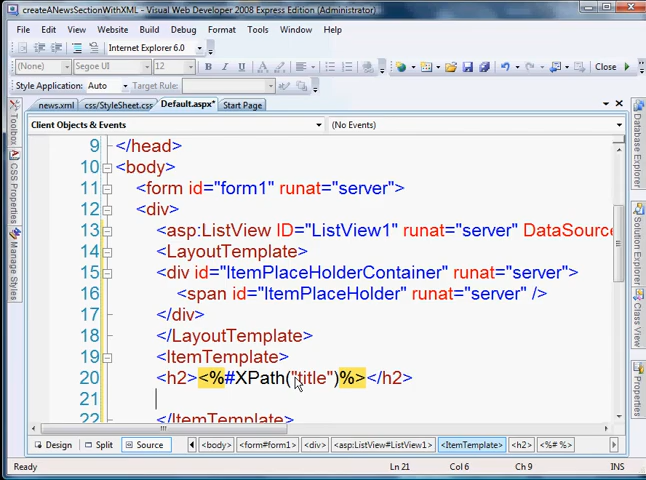 createANewsSectionWithXML - Visual Web Developer 2008 Express Edition (Administrator)
File Edit View Website Build Debug Format Tools Window Help
Internet Explorer 6.0
(None) Segoe UI 12 B I U A
Style Application: Auto Target Rule: Close
news.xml css/StyleSheet.css Default.aspx* Start Page
Client Objects & Events (No Events)
9 </head>
10 <body>
11 <form id="form1" runat="server">
12 <div>
13 <asp:ListView ID="ListView1" runat="server" DataSourc
14 <LayoutTemplate>
15 <div id="ItemPlaceHolderContainer" runat="server">
16 <span id="ItemPlaceHolder" runat="server" />
17 </div>
18 </LayoutTemplate>
19 <ItemTemplate>
20 <h2><%#XPath("title")%></h2>
21
22 </ItemTemplate>
Toolbox
CSS Properties
Manage Styles
Database Explorer
Solution Explorer
Class View
Design Split Source <body> <form#form1> <div> <asp:ListView#ListView1> <ItemTemplate> <h2> <%# %>
Ready Ln 21 Col 6 Ch 9 INS